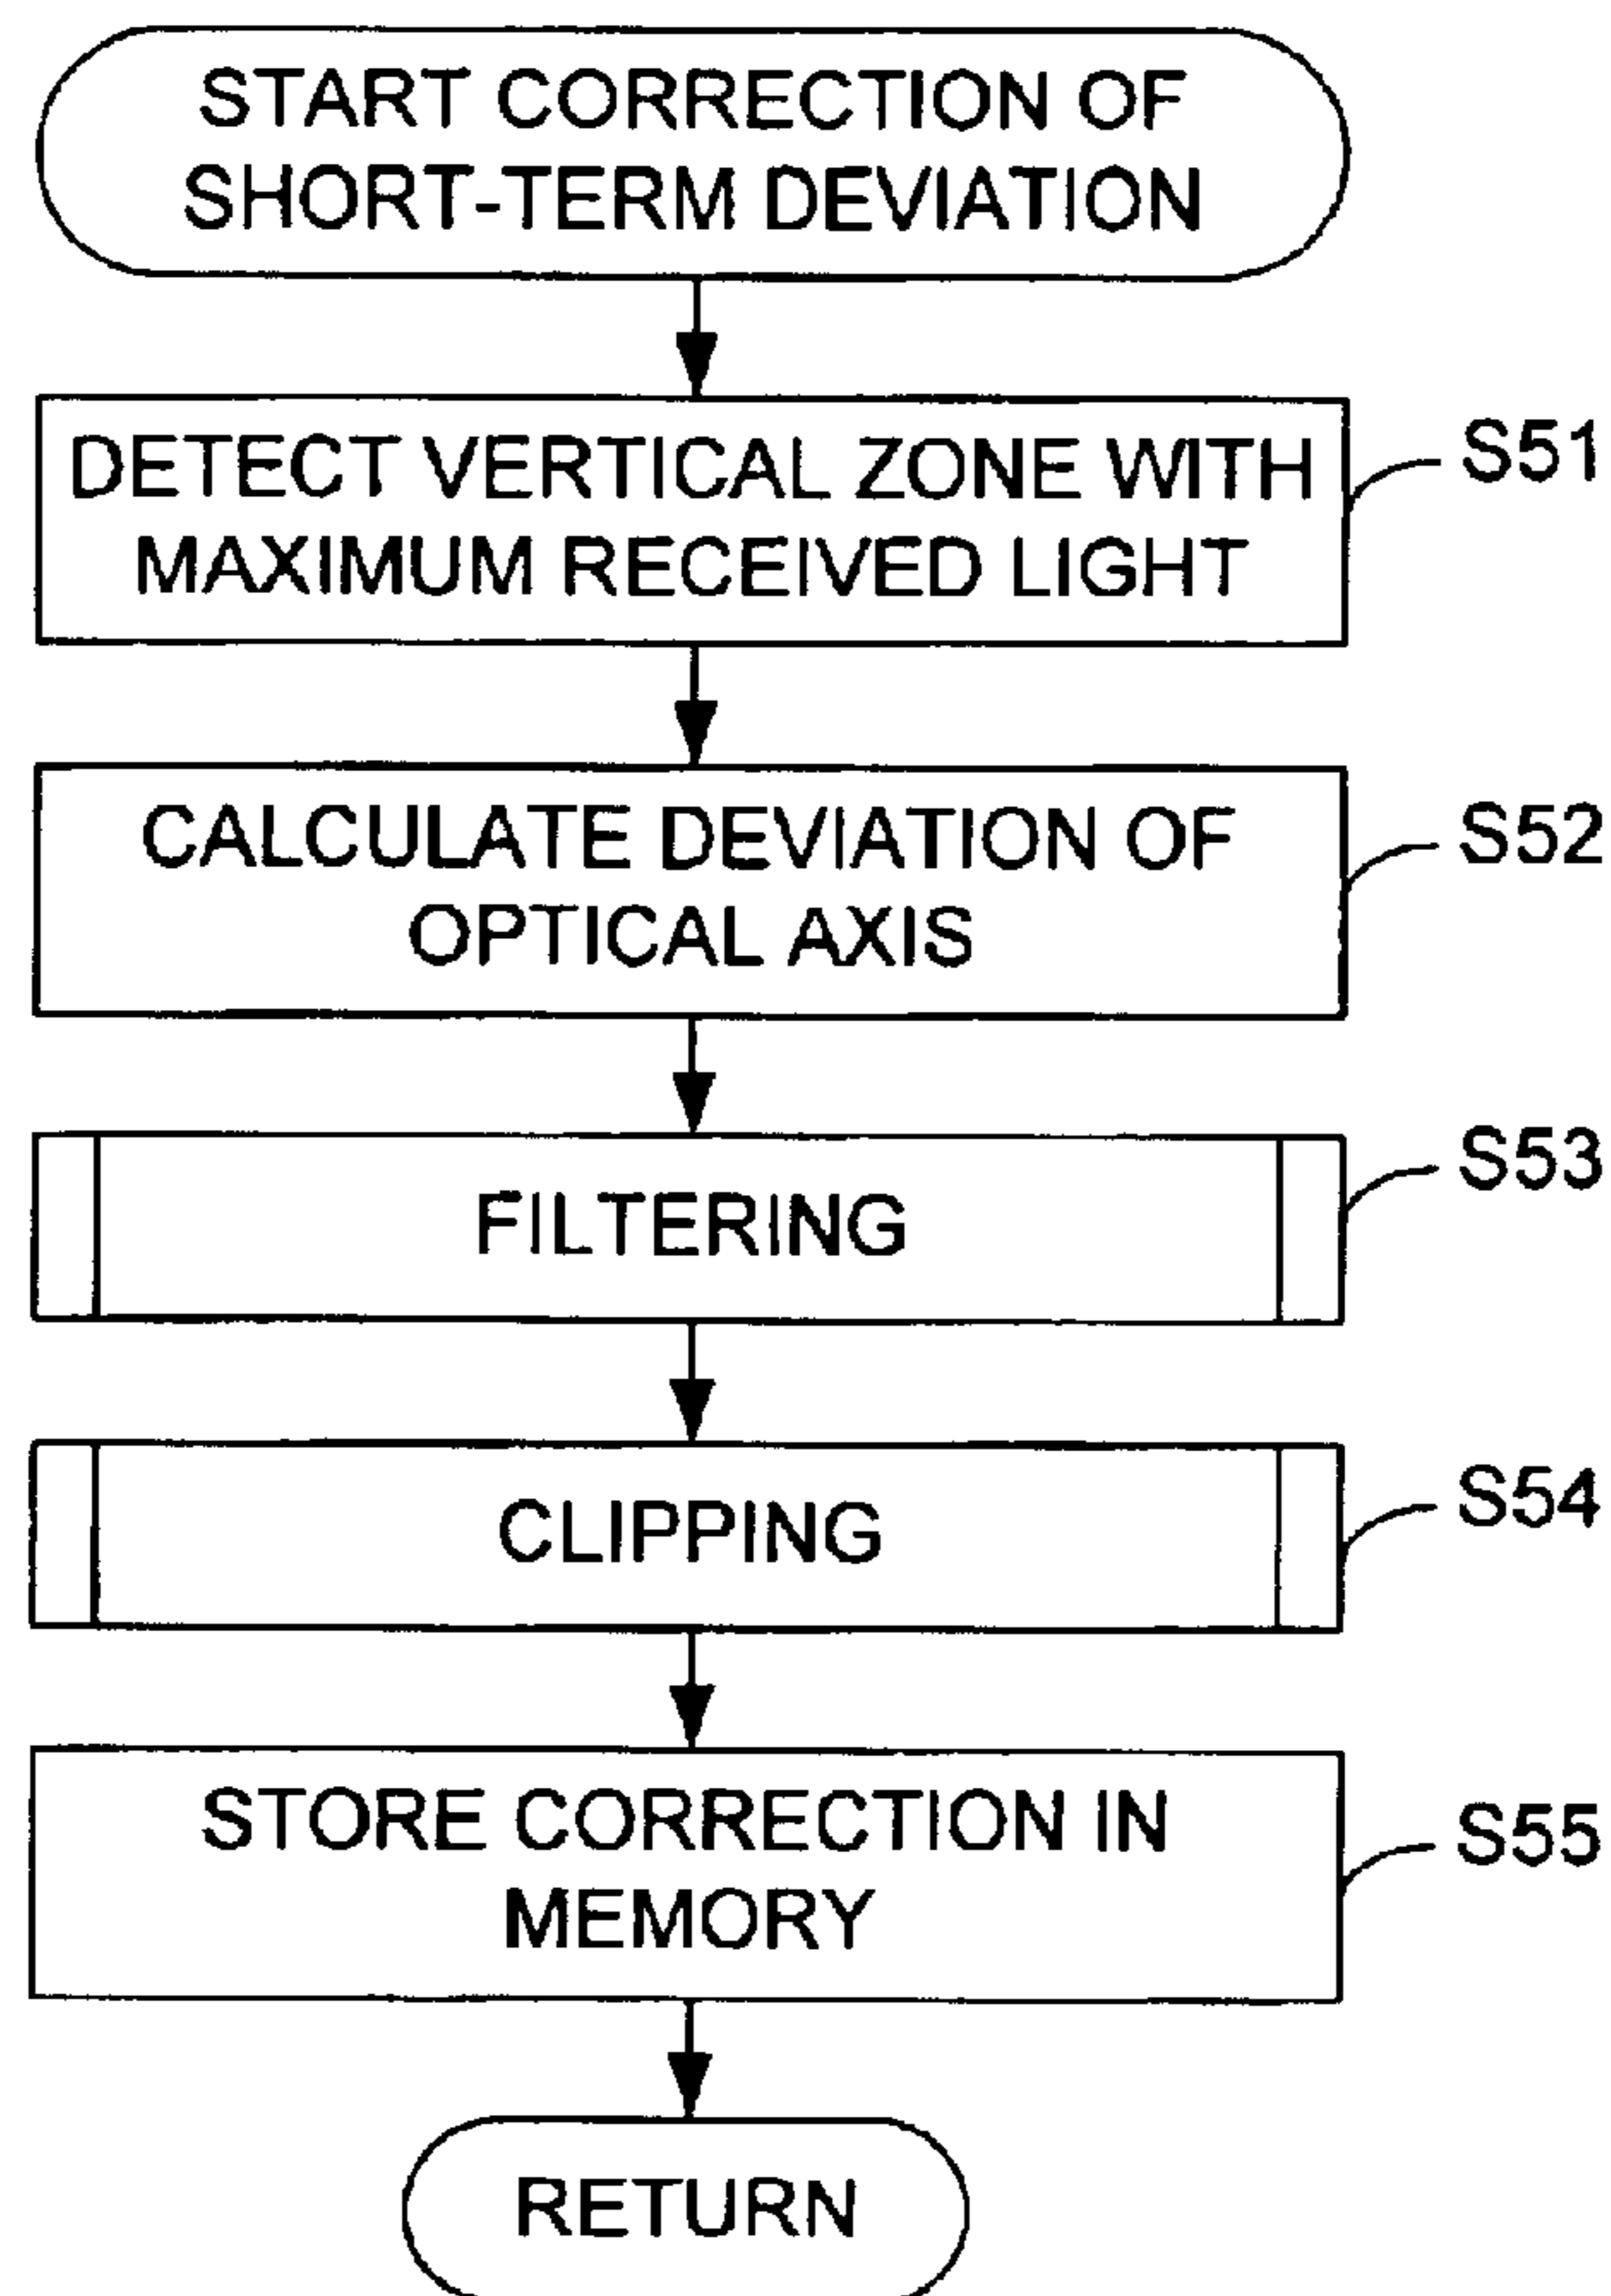 START CORRECTION OF
SHORT-TERM DEVIATION
DETECT VERTICAL ZONE WITH
MAXIMUM RECEIVED LIGHT
S51
CALCULATE DEVIATION OF
OPTICAL AXIS
S52
FILTERING
S53
CLIPPING
S54
STORE CORRECTION IN
MEMORY
S55
RETURN